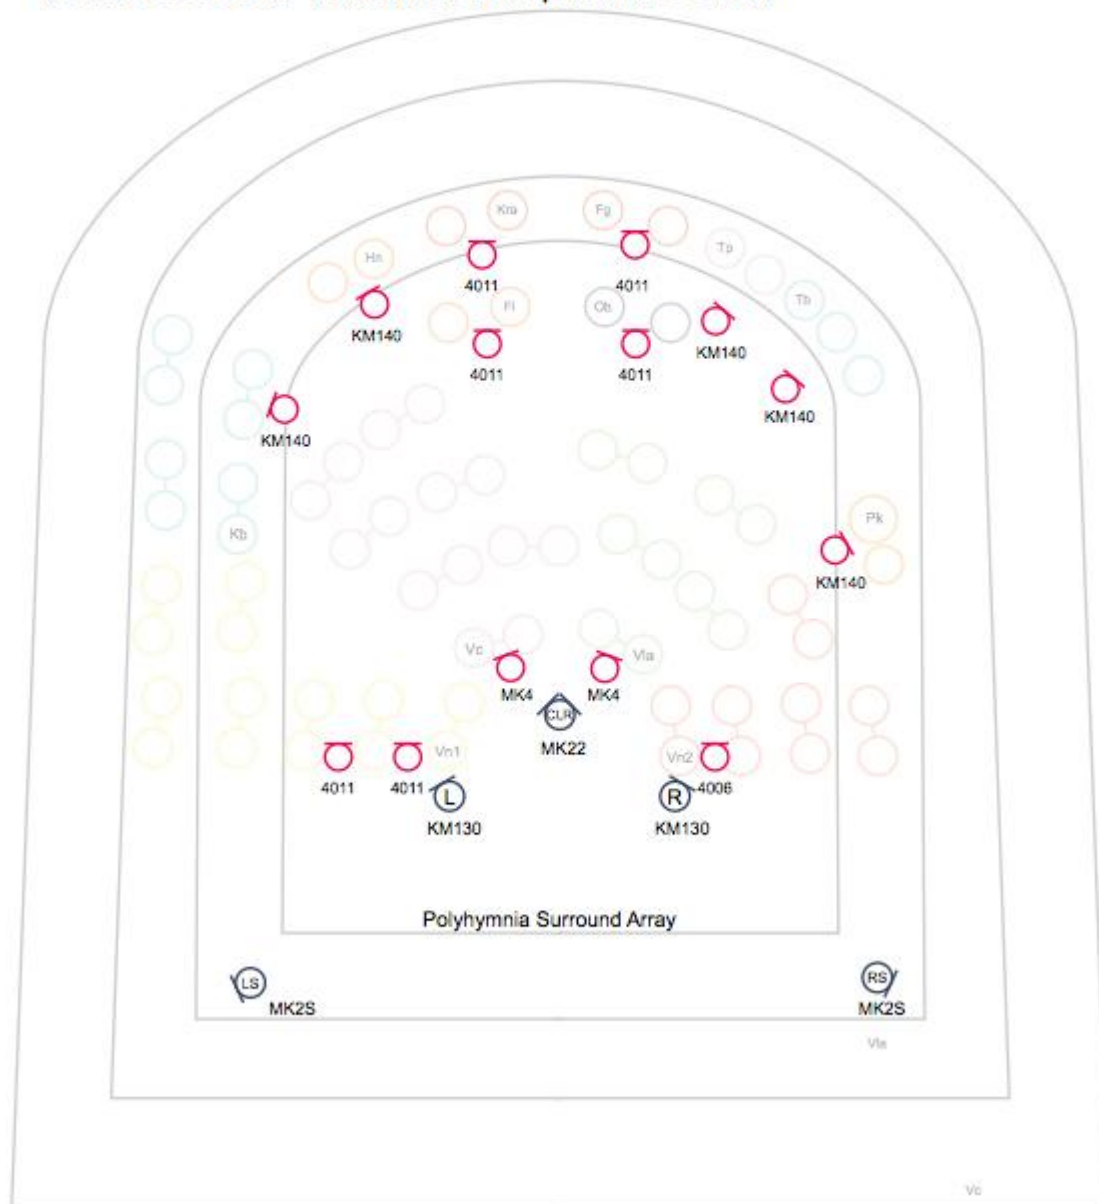 Kra
Fg
Tp
Hn
4011
4011
Tb
Fl
Ob
KM140
KM140
4011
4011
KM140
KM140
Kb
Pk
KM140
Vc
Vla
MK4
MK4
CLR
MK22
Vn1
Vn2
4011
4011
4006
L
R
KM130
KM130
Polyhymnia Surround Array
LS
RS
MK2S
MK2S
Vla
Vc